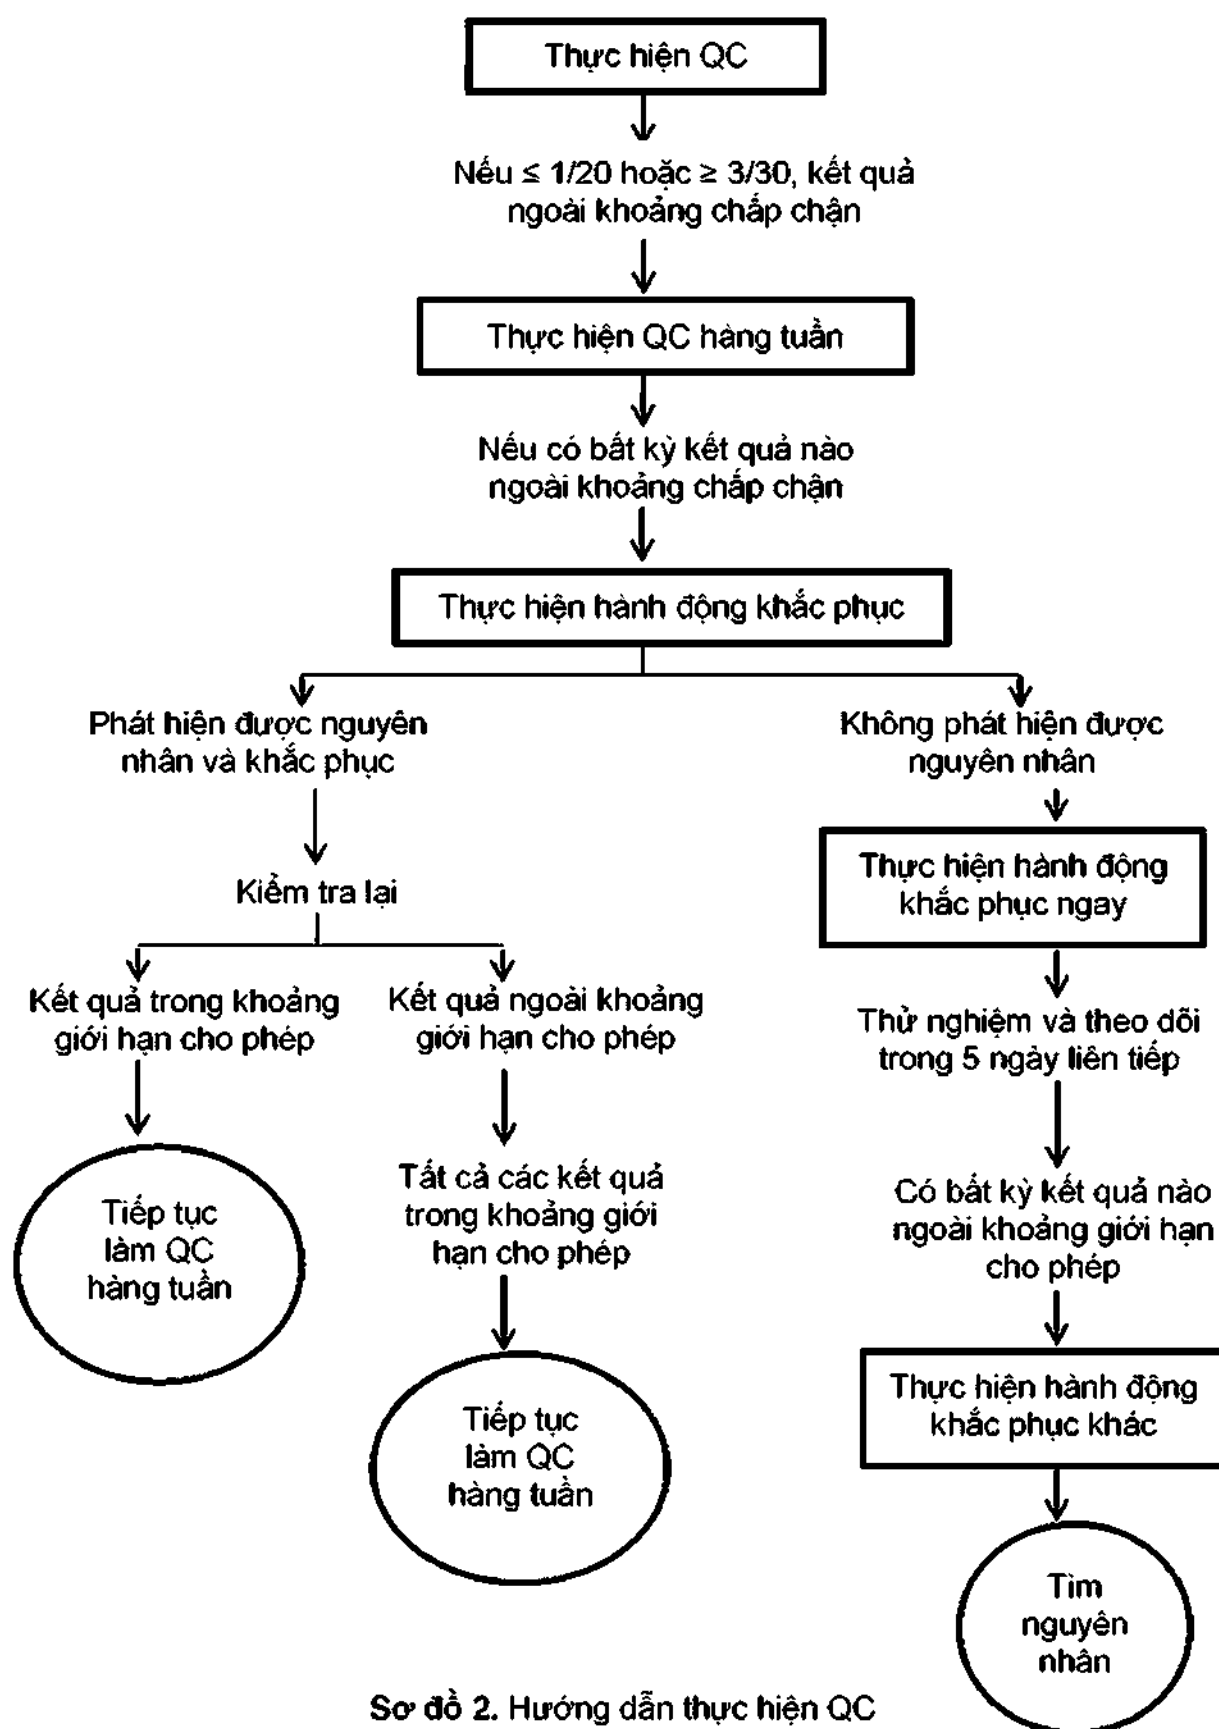 Thực hiện QC
Nếu ≤ 1/20 hoặc ≥ 3/30, kết quả
ngoài khoảng chắp chận
Thực hiện QC hàng tuần
Nếu có bất kỳ kết quả nào
ngoài khoảng chắp chận
Thực hiện hành động khắc phục
Phát hiện được nguyên
nhân và khắc phục
Kiểm tra lại
Kết quả trong khoảng
giới hạn cho phép
Tiếp tục
làm QC
hàng tuần
Kết quả ngoài khoảng
giới hạn cho phép
Tất cả các kết quả
trong khoảng giới
hạn cho phép
Tiếp tục
làm QC
hàng tuần
Không phát hiện được
nguyên nhân
Thực hiện hành động
khắc phục ngay
Thử nghiệm và theo dõi
trong 5 ngày liên tiếp
Có bất kỳ kết quả nào
ngoài khoảng giới hạn
cho phép
Thực hiện hành động
khắc phục khác
Tìm
nguyên
nhân
Sơ đồ 2. Hướng dẫn thực hiện QC